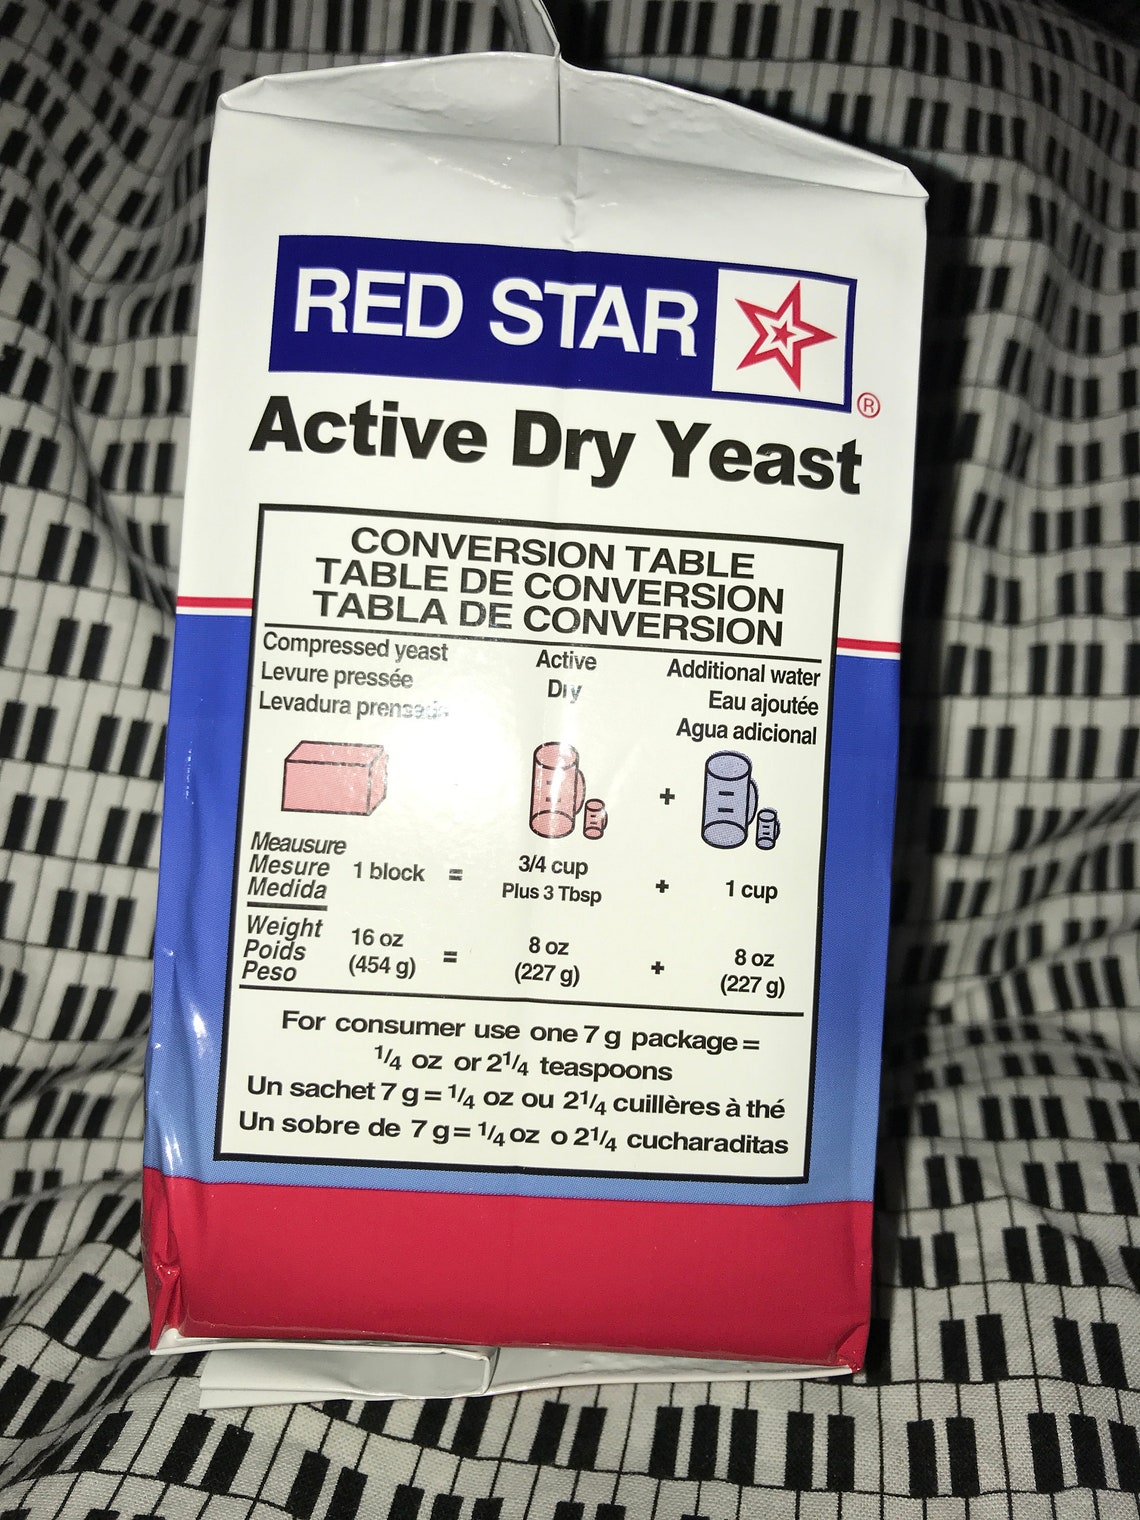 RED STAR
®
Active Dry Yeast
CONVERSION TABLE
TABLE DE CONVERSION
TABLA DE CONVERSION
Compressed yeast
Levure pressée
Levadura prensada
Active
Dry
Additional water
Eau ajoutée
Agua adicional
+
Meausure
Mesure
Medida
1 block = 3/4 cup
Plus 3 Tbsp
+ 1 cup
Weight
Poids
Peso
16 oz
(454 g)
=
8 oz
(227 g)
+
8 oz
(227 g)
For consumer use one 7 g package =
1/4 oz or 2 1/4 teaspoons
Un sachet 7 g = 1/4 oz ou 2 1/4 cuillères à thé
Un sobre de 7 g = 1/4 oz o 2 1/4 cucharaditas